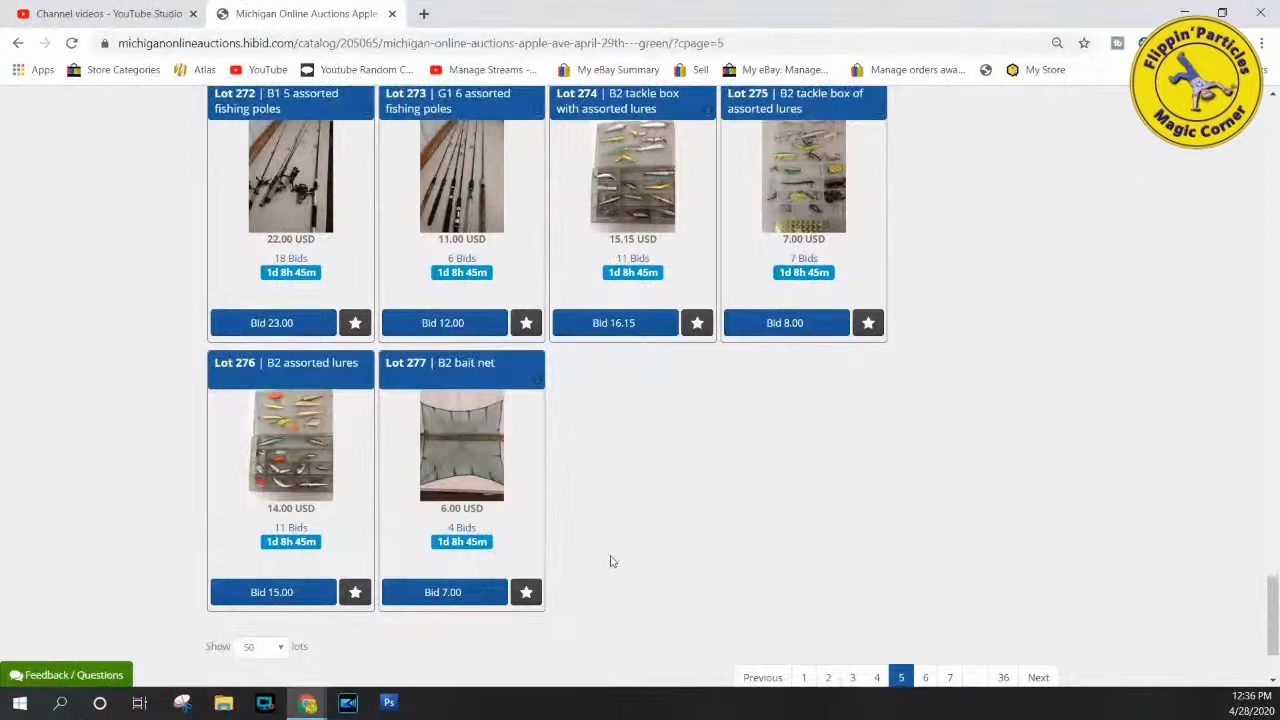 Channel videos - YouTube Studio
Michigan Online Auctions Apple
michiganonlineauctions.hibid.com/catalog/205065/michigan-online-auctions-apple-ave-april-29th---green/?cpage=5
Apps
Store Categories
Atlas
YouTube
Youtube Random C...
Manage Streams -...
My eBay Summary
Sell
My eBay: Manage...
Manage orders awa...
My Store
Flippin' Particles
Magic Corner
Lot 272 | B1 5 assorted fishing poles
22.00 USD
18 Bids
1d 8h 45m
Bid 23.00
Lot 273 | G1 6 assorted fishing poles
11.00 USD
6 Bids
1d 8h 45m
Bid 12.00
Lot 274 | B2 tackle box with assorted lures
15.15 USD
11 Bids
1d 8h 45m
Bid 16.15
Lot 275 | B2 tackle box of assorted lures
7.00 USD
7 Bids
1d 8h 45m
Bid 8.00
Lot 276 | B2 assorted lures
14.00 USD
11 Bids
1d 8h 45m
Bid 15.00
Lot 277 | B2 bait net
6.00 USD
4 Bids
1d 8h 45m
Bid 7.00
Show 50 lots
Previous 1 2 3 4 5 6 7 36 Next
Feedback / Questions
Ps
12:36 PM
4/28/2020